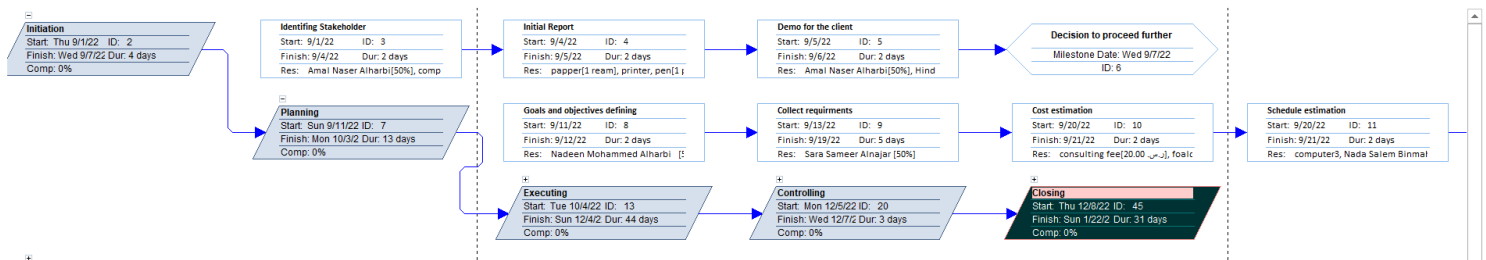 Initiation
Start: Thu 9/1/22 ID: 2
Finish: Wed 9/7/22 Dur: 4 days
Comp: 0%
Identifing Stakeholder
Start: 9/1/22 ID: 3
Finish: 9/4/22 Dur: 2 days
Res: Amal Naser Alharbi[50%], comp
Initial Report
Start: 9/4/22 ID: 4
Finish: 9/5/22 Dur: 2 days
Res: papper[1 ream], printer, pen[1
Demo for the client
Start: 9/5/22 ID: 5
Finish: 9/6/22 Dur: 2 days
Res: Amal Naser Alharbi[50%], Hind
Decision to proceed further
Milestone Date: Wed 9/7/22
ID: 6
Planning
Start: Sun 9/11/22 ID: 7
Finish: Mon 10/3/2 Dur: 13 days
Comp: 0%
Goals and objectives defining
Start: 9/11/22 ID: 8
Finish: 9/12/22 Dur: 2 days
Res: Nadeen Mohammed Alharbi
Collect requirments
Start: 9/13/22 ID: 9
Finish: 9/19/22 Dur: 5 days
Res: Sara Sameer Alnajar [50%]
Cost estimation
Start: 9/20/22 ID: 10
Finish: 9/21/22 Dur: 2 days
Res: consulting fee[20.00 ر.س.],
Schedule estimation
Start: 9/20/22 ID: 11
Finish: 9/21/22 Dur: 2 days
Res: computer3, Nada Salem Binmal
Executing
Start: Tue 10/4/22 ID: 13
Finish: Sun 12/4/2 Dur: 44 days
Comp: 0%
Controlling
Start: Mon 12/5/22 ID: 20
Finish: Wed 12/7/2 Dur: 3 days
Comp: 0%
Closing
Start: Thu 12/8/22 ID: 45
Finish: Sun 1/22/2 Dur: 31 days
Comp: 0%